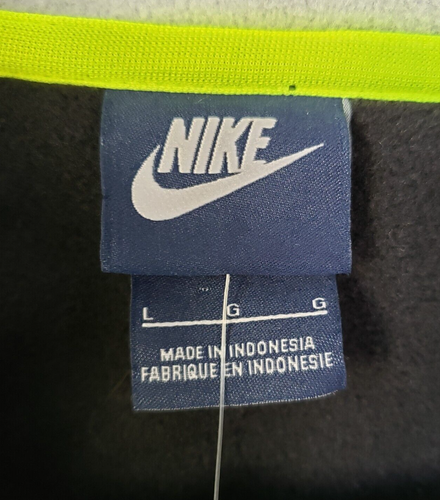 NIKE
L G G
MADE IN INDONESIA
FABRIQUE EN INDONESIE